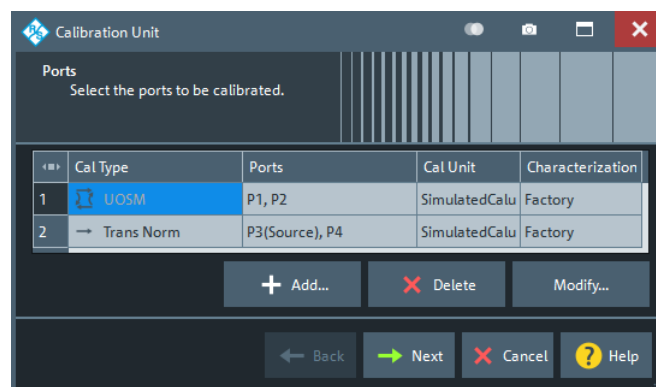 Calibration Unit
Ports
Select the ports to be calibrated.
Cal Type Ports Cal Unit Characterization
1 UOSM P1, P2 SimulatedCalu Factory
2 Trans Norm P3(Source), P4 SimulatedCalu Factory
Add... Delete Modify...
Back Next Cancel ? Help